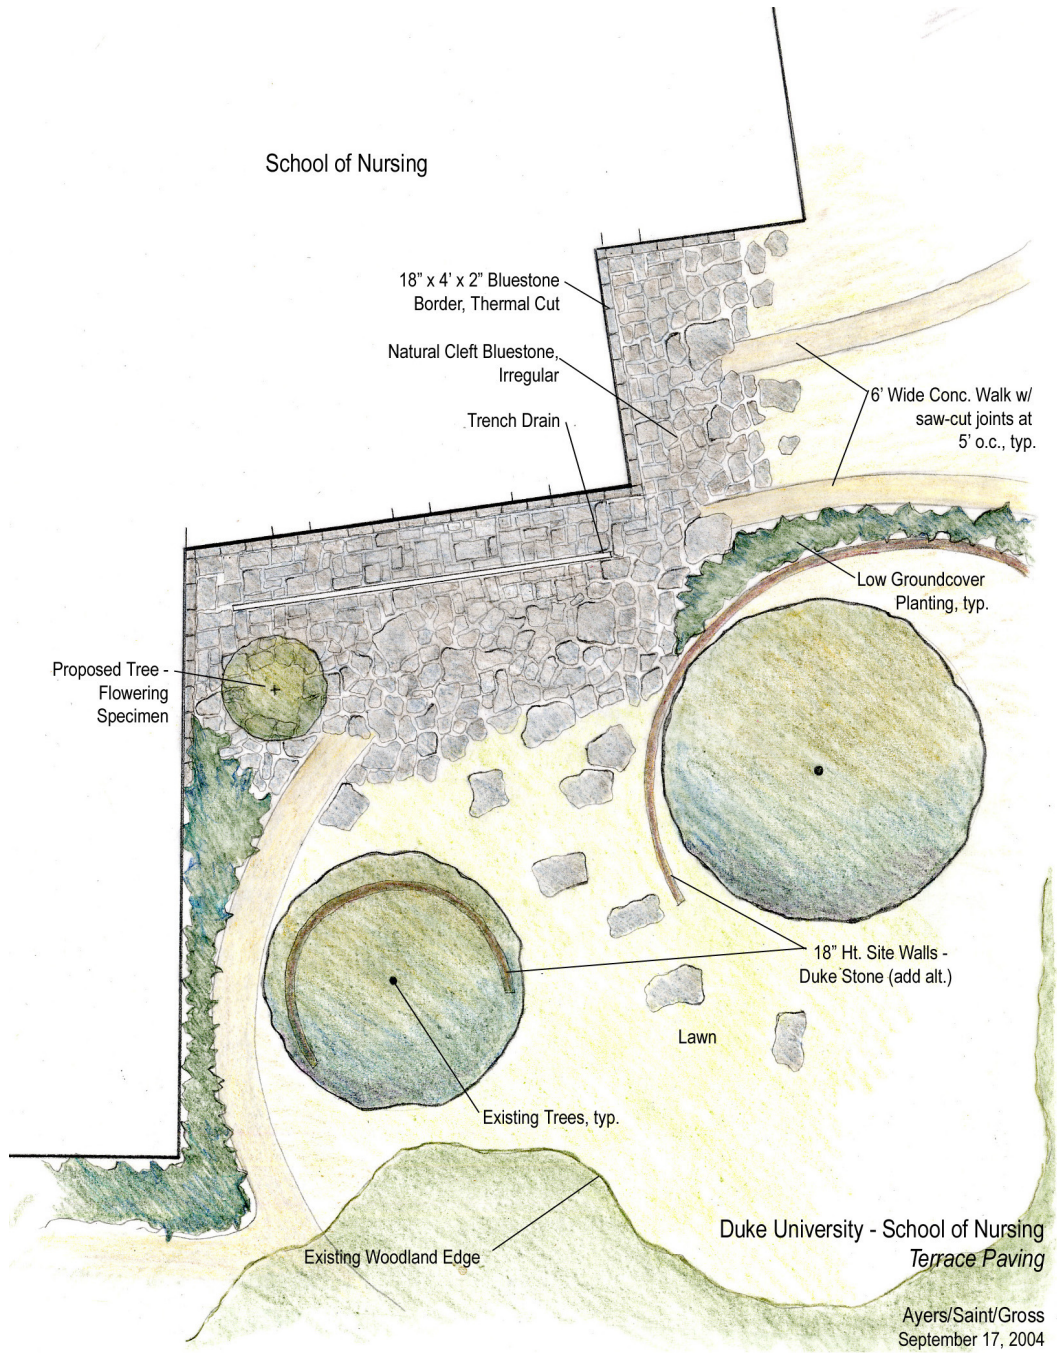 School of Nursing
18” x 4’ x 2” Bluestone
Border, Thermal Cut
Natural Cleft Bluestone,
Irregular
Trench Drain
6’ Wide Conc. Walk w/
saw-cut joints at
5’ o.c., typ.
Low Groundcover
Planting, typ.
Proposed Tree -
Flowering
Specimen
18” Ht. Site Walls -
Duke Stone (add alt.)
Lawn
Existing Trees, typ.
Existing Woodland Edge
Duke University - School of Nursing
Terrace Paving
Ayers/Saint/Gross
September 17, 2004